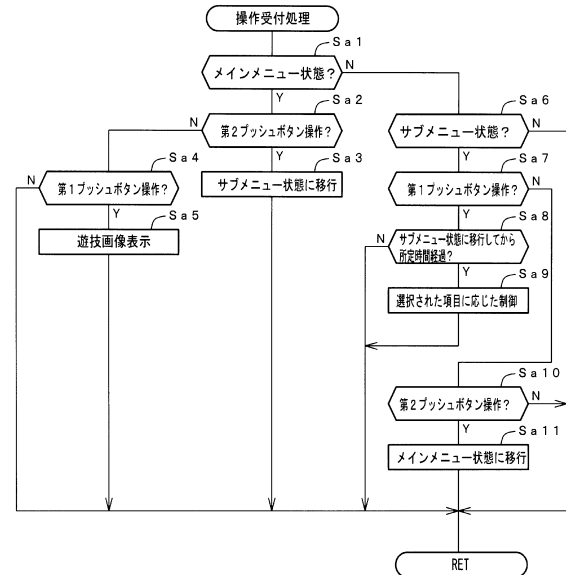 操作受付処理
Sa1
メインメニュー状態?
N
Y
Sa2
N
第2プッシュボタン操作?
Y
Sa3
サブメニュー状態に移行
Sa4
N
第1プッシュボタン操作?
Y
Sa5
遊技画像表示
Sa6
サブメニュー状態?
N
Y
Sa7
第1プッシュボタン操作?
N
Y
Sa8
N
サブメニュー状態に移行してから
所定時間経過?
Y
Sa9
選択された項目に応じた制御
Sa10
第2プッシュボタン操作?
N
Y
Sa11
メインメニュー状態に移行
RET